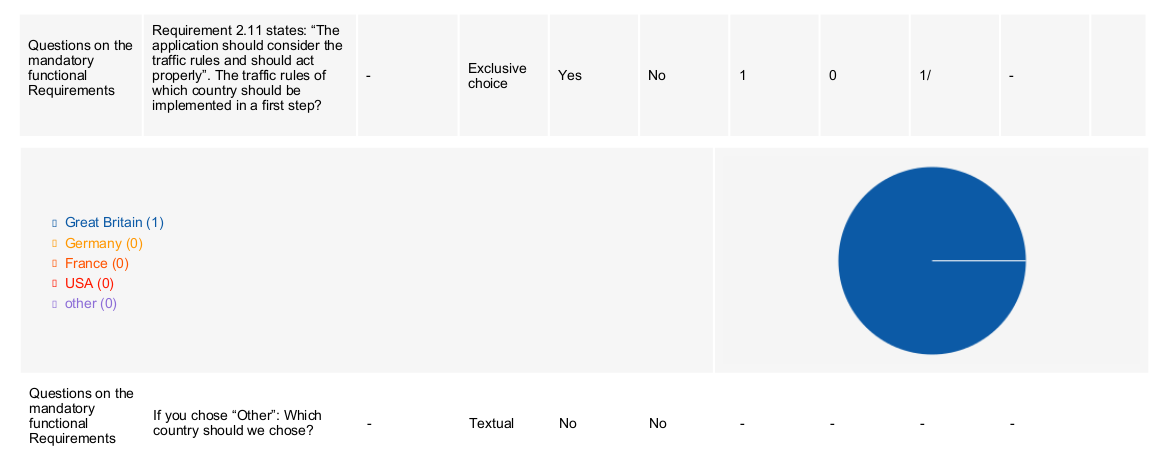 Questions on the
mandatory
functional
Requirements
Requirement 2.11 states: “The
application should consider the
traffic rules and should act
properly”. The traffic rules of
which country should be
implemented in a first step?
-
Exclusive
choice
Yes
No
1
0
1/
-
Great Britain (1)
Germany (0)
France (0)
USA (0)
other (0)
Questions on the
mandatory
functional
Requirements
If you chose “Other”: Which
country should we chose?
-
Textual
No
No
-
-
-
-